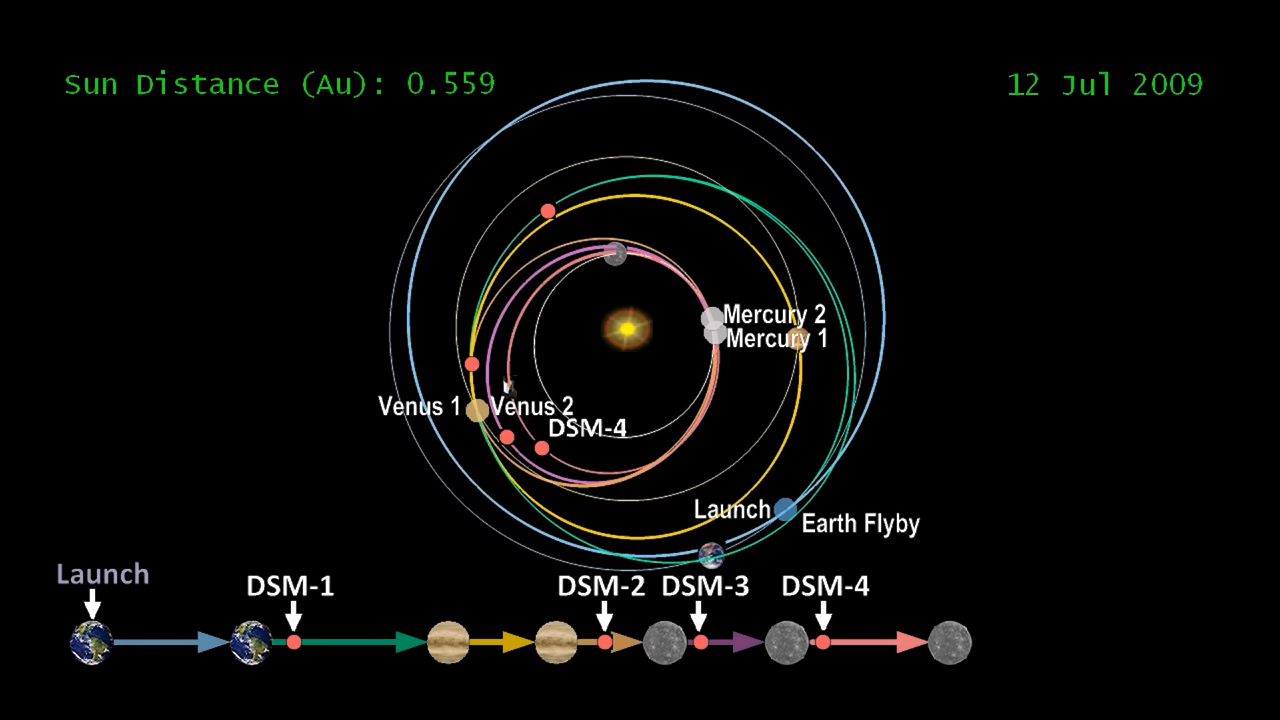 Sun Distance (Au): 0.559
12 Jul 2009
Mercury 2
Mercury 1
Venus 1
Venus 2
DSM-4
Launch
Earth Flyby
Launch
DSM-1
DSM-2
DSM-3
DSM-4